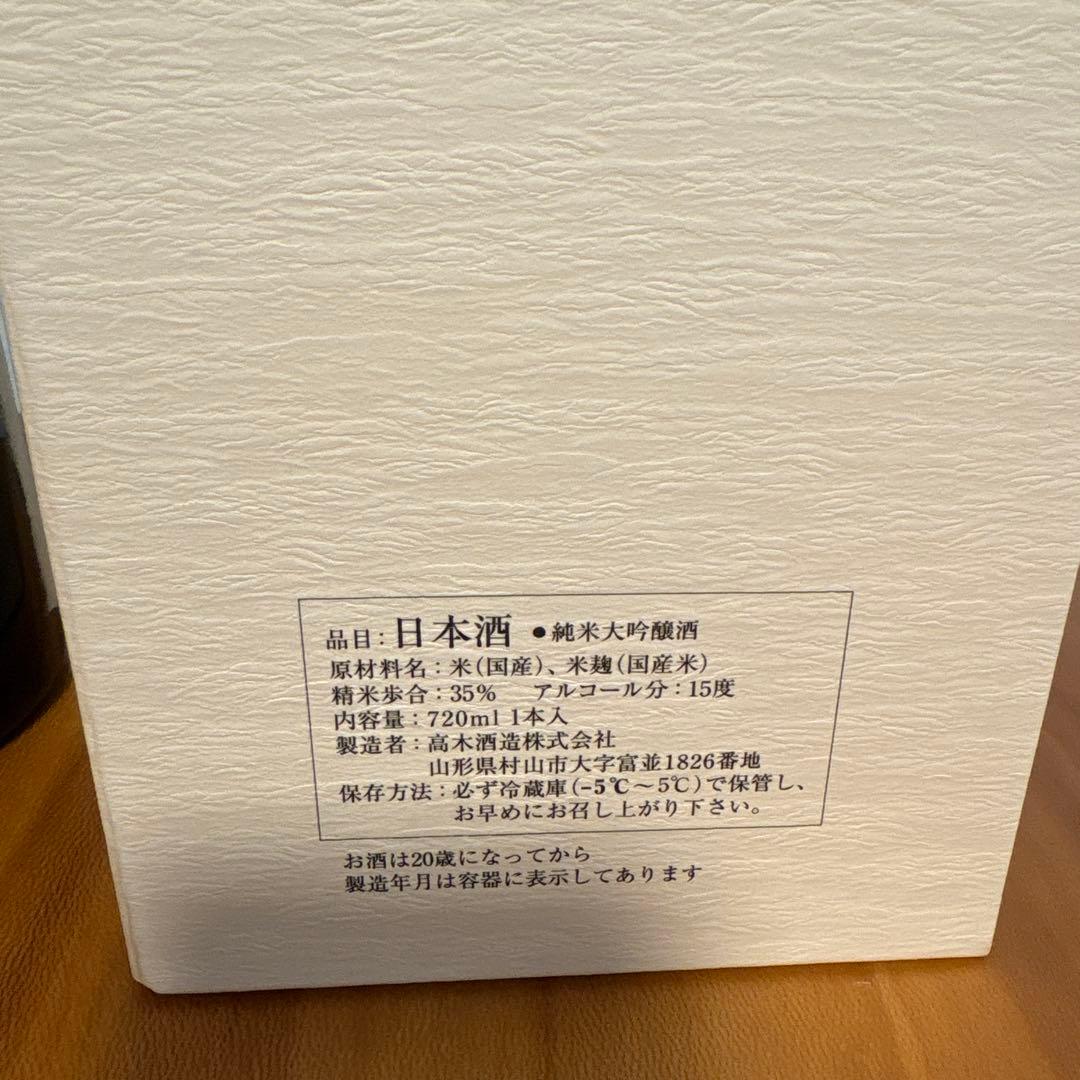 品目：日本酒 ●純米大吟醸酒
原材料名：米（国産）、米麹（国産米）
精米歩合：35% アルコール分：15度
内容量：720ml 1本入
製造者：高木酒造株式会社
山形県村山市大字富並1826番地
保存方法：必ず冷蔵庫（-5℃～5℃）で保管し、
お早めにお召し上がり下さい。
お酒は20歳になってから
製造年月は容器に表示してあります